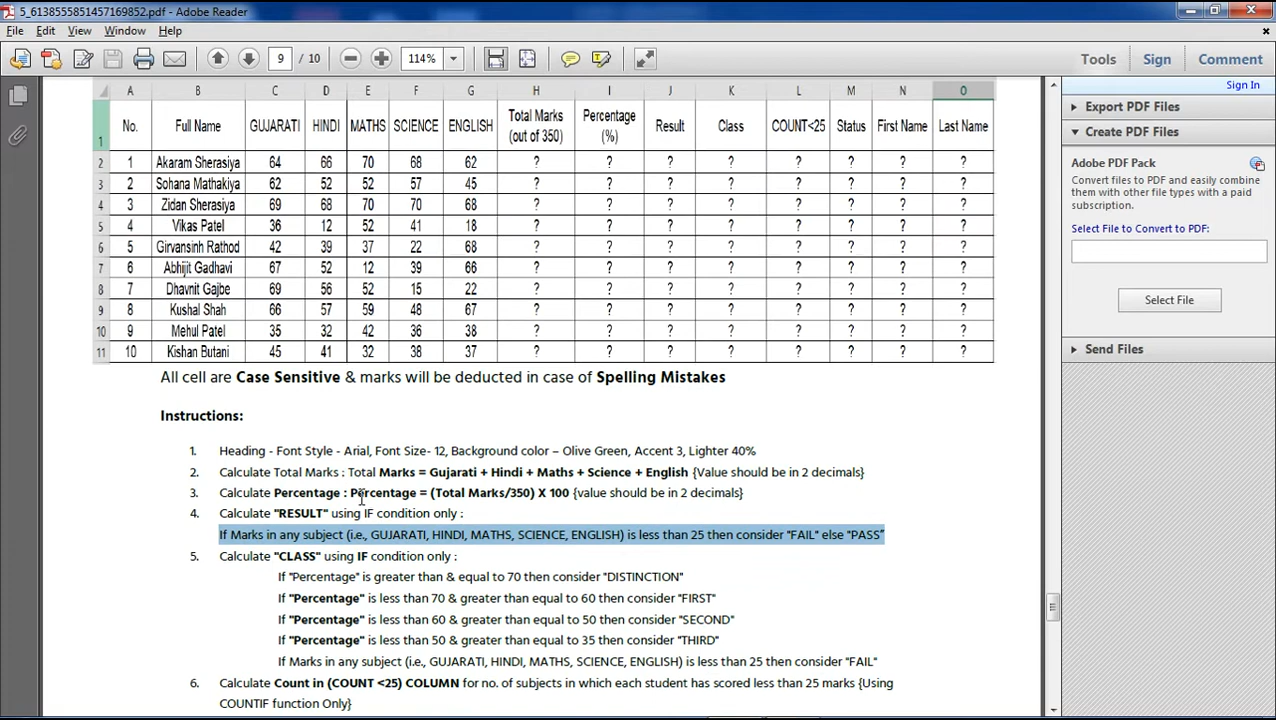 5_6138555851457169852.pdf - Adobe Reader
File Edit View Window Help
9 / 10 114% Tools Sign Comment
Sign In
Export PDF Files
Create PDF Files
Adobe PDF Pack
Convert files to PDF and easily combine
them with other file types with a paid
subscription.
Select File to Convert to PDF:
Select File
Send Files
A B C D E F G H I J K L M N O
1 No. Full Name GUJARATI HINDI MATHS SCIENCE ENGLISH Total Marks (out of 350) Percentage (%) Result Class COUNT<25 Status First Name Last Name
2 1 Akaram Sherasiya 64 66 70 68 62 ? ? ? ? ? ? ? ?
3 2 Sohana Mathakiya 62 52 52 57 45 ? ? ? ? ? ? ? ?
4 3 Zidan Sherasiya 69 68 70 70 68 ? ? ? ? ? ? ? ?
5 4 Vikas Patel 36 12 52 41 18 ? ? ? ? ? ? ? ?
6 5 Girvansinh Rathod 42 39 37 22 68 ? ? ? ? ? ? ? ?
7 6 Abhijit Gadhavi 67 52 12 39 66 ? ? ? ? ? ? ? ?
8 7 Dhavnit Gajbe 69 56 52 15 22 ? ? ? ? ? ? ? ?
9 8 Kushal Shah 66 57 59 48 67 ? ? ? ? ? ? ? ?
10 9 Mehul Patel 35 32 42 36 38 ? ? ? ? ? ? ? ?
11 10 Kishan Butani 45 41 32 38 37 ? ? ? ? ? ? ? ?
All cell are Case Sensitive & marks will be deducted in case of Spelling Mistakes
Instructions:
1. Heading - Font Style - Arial, Font Size- 12, Background color – Olive Green, Accent 3, Lighter 40%
2. Calculate Total Marks : Total Marks = Gujarati + Hindi + Maths + Science + English {Value should be in 2 decimals}
3. Calculate Percentage : Percentage = (Total Marks/350) X 100 {value should be in 2 decimals}
4. Calculate "RESULT" using IF condition only :
If Marks in any subject (i.e., GUJARATI, HINDI, MATHS, SCIENCE, ENGLISH) is less than 25 then consider "FAIL" else "PASS"
5. Calculate "CLASS" using IF condition only :
If "Percentage" is greater than & equal to 70 then consider "DISTINCTION"
If "Percentage" is less than 70 & greater than equal to 60 then consider "FIRST"
If "Percentage" is less than 60 & greater than equal to 50 then consider "SECOND"
If "Percentage" is less than 50 & greater than equal to 35 then consider "THIRD"
If Marks in any subject (i.e., GUJARATI, HINDI, MATHS, SCIENCE, ENGLISH) is less than 25 then consider "FAIL"
6. Calculate Count in (COUNT <25) COLUMN for no. of subjects in which each student has scored less than 25 marks {Using
COUNTIF function Only}